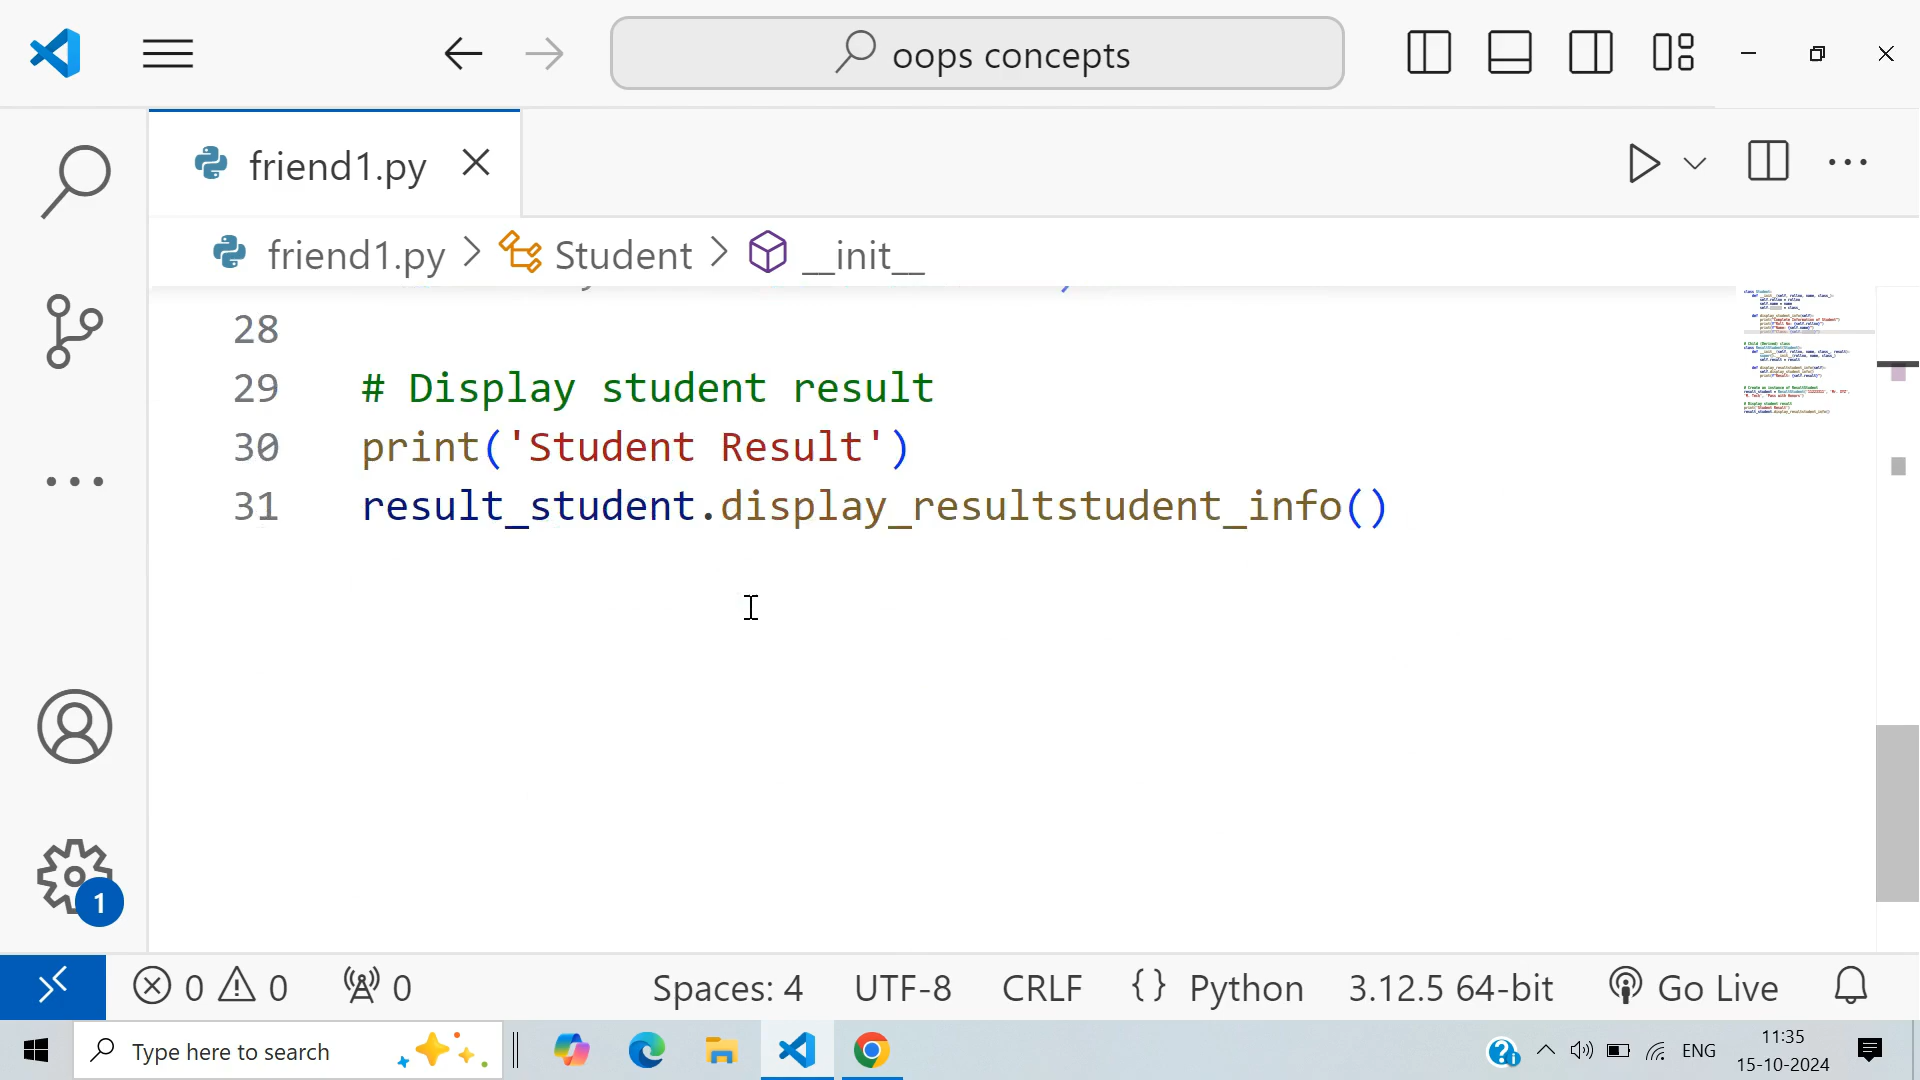 oops concepts
friend1.py
friend1.py > Student > __init__
28
29 # Display student result
30 print('Student Result')
31 result_student.display_resultstudent_info()
1
0 0 0 Spaces: 4 UTF-8 CRLF {} Python 3.12.5 64-bit Go Live
Type here to search ENG 11:35
15-10-2024